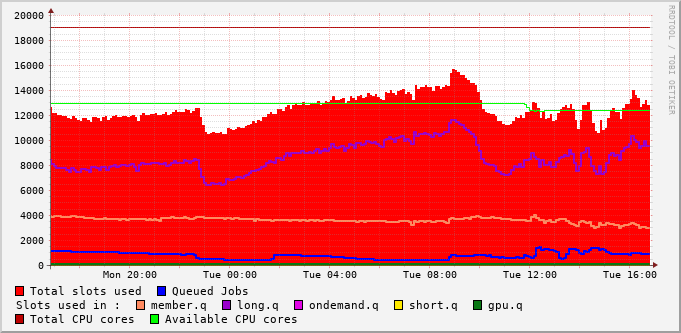 20000
18000
16000
14000
12000
10000
8000
6000
4000
2000
0
Mon 20:00 Tue 00:00 Tue 04:00 Tue 08:00 Tue 12:00 Tue 16:00
RRDTOOL / TOBI OETIKER
Total slots used Queued Jobs
Slots used in : member.q long.q ondemand.q short.q gpu.q
Total CPU cores Available CPU cores